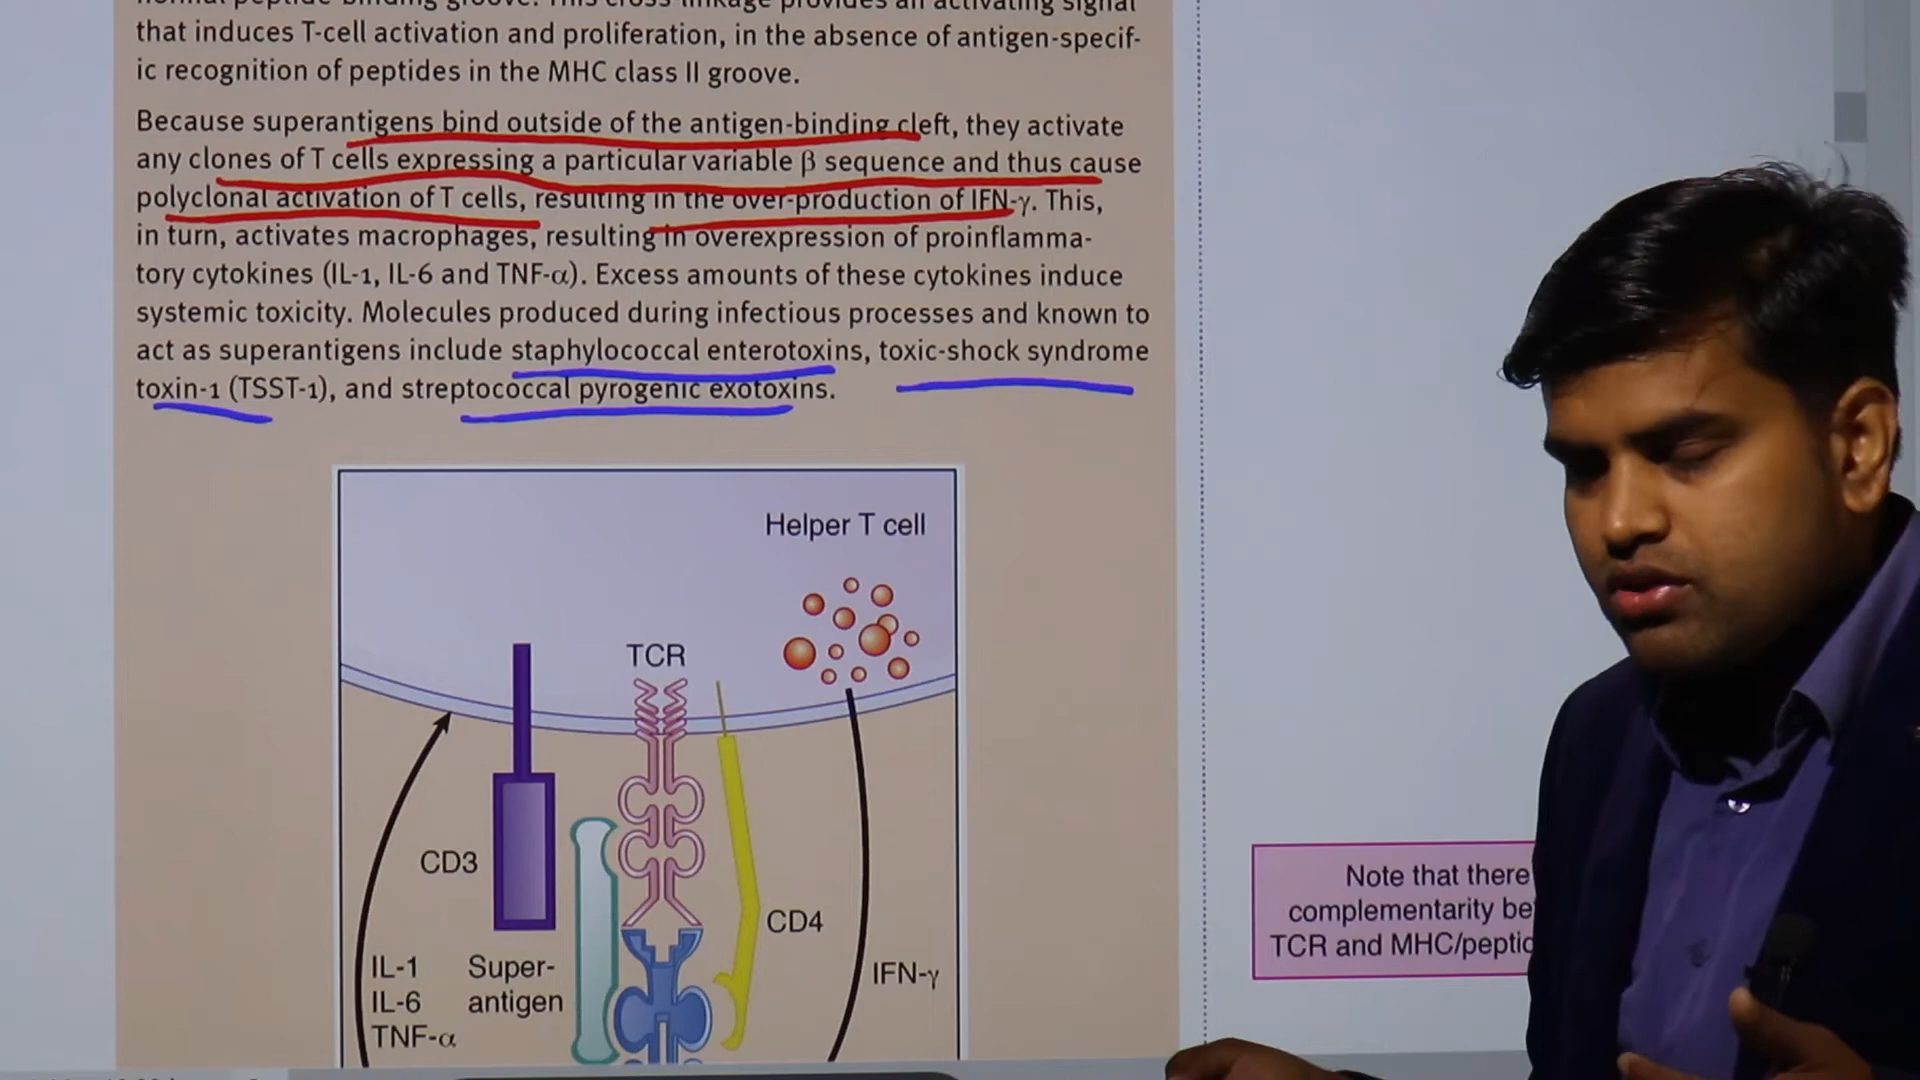 that induces T-cell activation and proliferation, in the absence of antigen-specif-
ic recognition of peptides in the MHC class II groove.
Because superantigens bind outside of the antigen-binding cleft, they activate
any clones of T cells expressing a particular variable β sequence and thus cause
polyclonal activation of T cells, resulting in the over-production of IFN-γ. This,
in turn, activates macrophages, resulting in overexpression of proinflamma-
tory cytokines (IL-1, IL-6 and TNF-α). Excess amounts of these cytokines induce
systemic toxicity. Molecules produced during infectious processes and known to
act as superantigens include staphylococcal enterotoxins, toxic-shock syndrome
toxin-1 (TSST-1), and streptococcal pyrogenic exotoxins.
Helper T cell
TCR
CD3
CD4
IL-1
IL-6
TNF-α
Super-
antigen
IFN-γ
Note that there
complementarity be
TCR and MHC/peptid